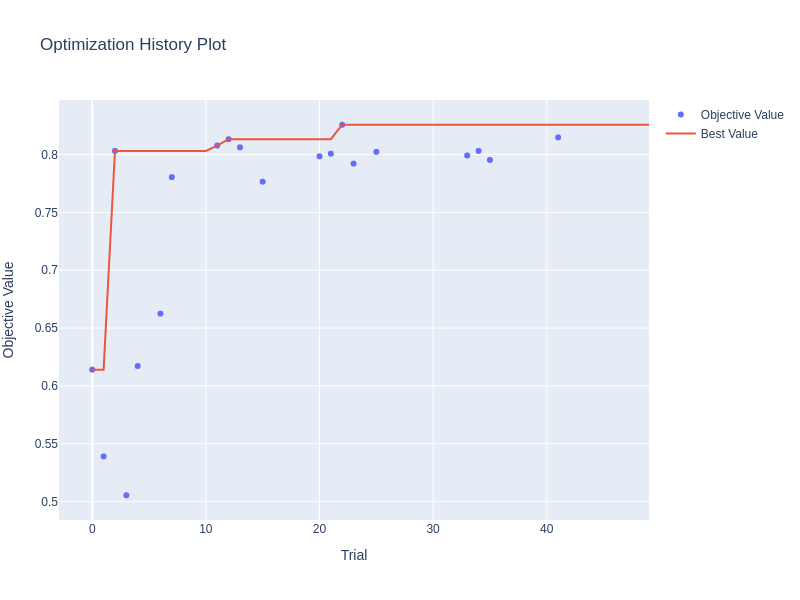 Optimization History Plot
Objective Value
Best Value
0.8
0.75
0.7
0.65
0.6
0.55
0.5
0 10 20 30 40
Trial
Objective Value